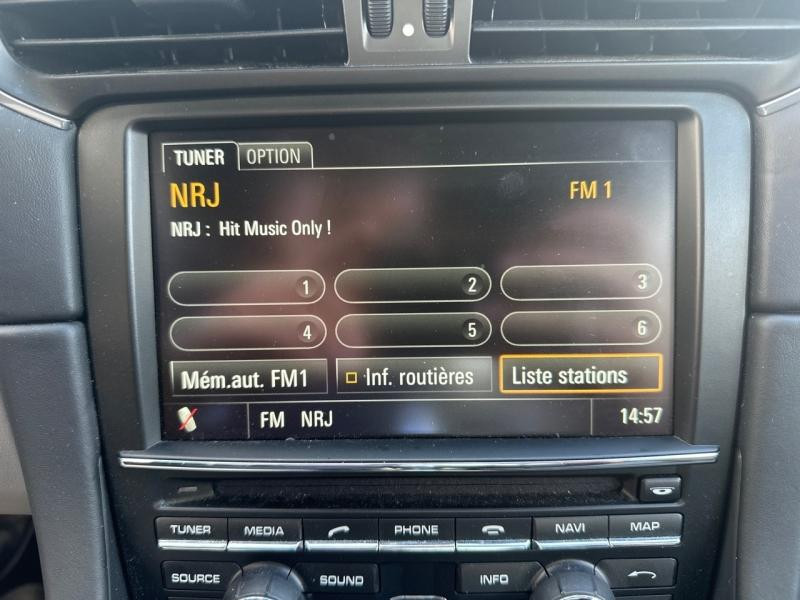 TUNER OPTION
NRJ FM 1
NRJ : Hit Music Only !
1 2 3
4 5 6
Mém.aut. FM1 Inf. routières Liste stations
FM NRJ 14:57
TUNER MEDIA PHONE NAVI MAP
SOURCE SOUND INFO